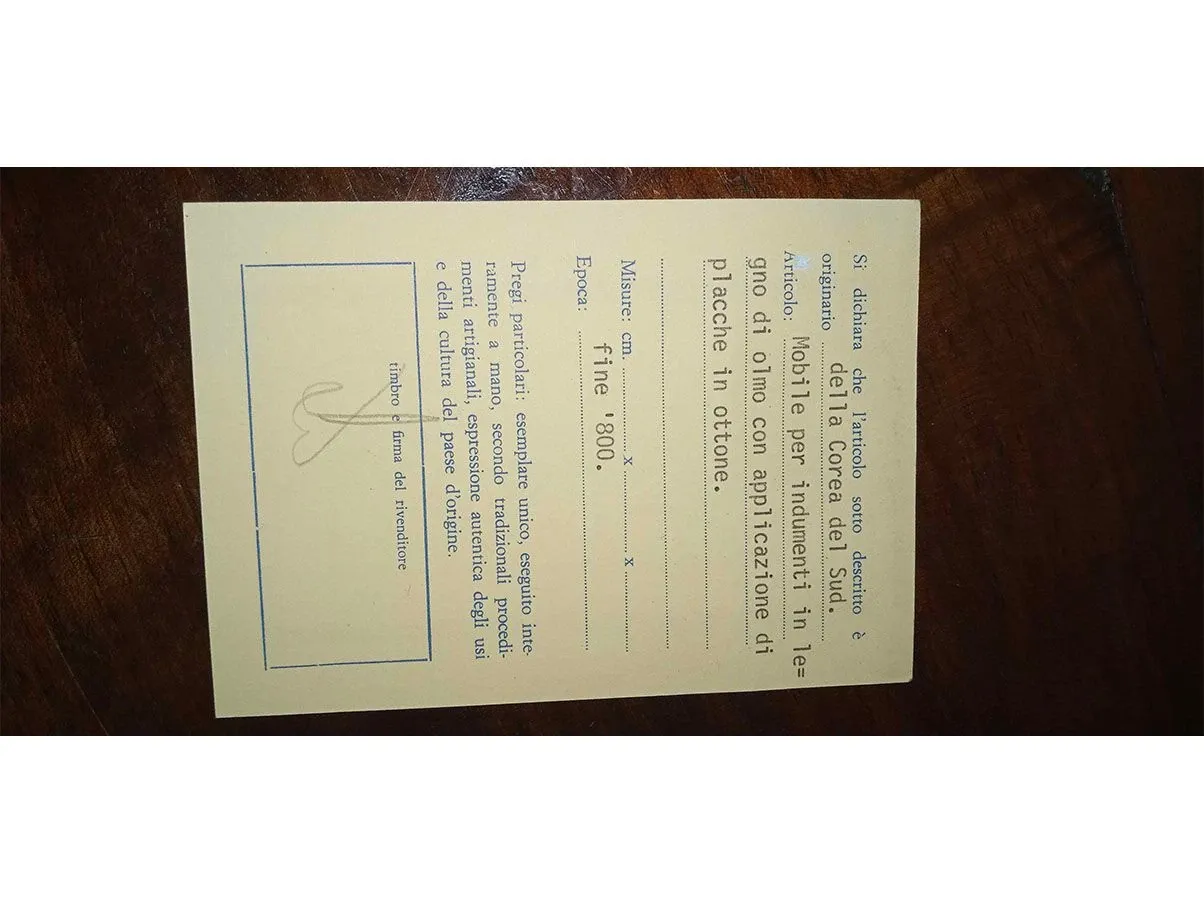 Si dichiara che l'articolo sotto descritto è
originario della Corea del Sud.
Articolo: Mobile per indumenti in le=
gno di olmo con applicazione di
placche in ottone.
Misure: cm. x x
Epoca: fine '800.
Pregi particolari: esemplare unico, eseguito inte-
ramente a mano, secondo tradizionali procedi-
menti artigianali, espressione autentica degli usi
e della cultura del paese d'origine.
timbro e firma del rivenditore